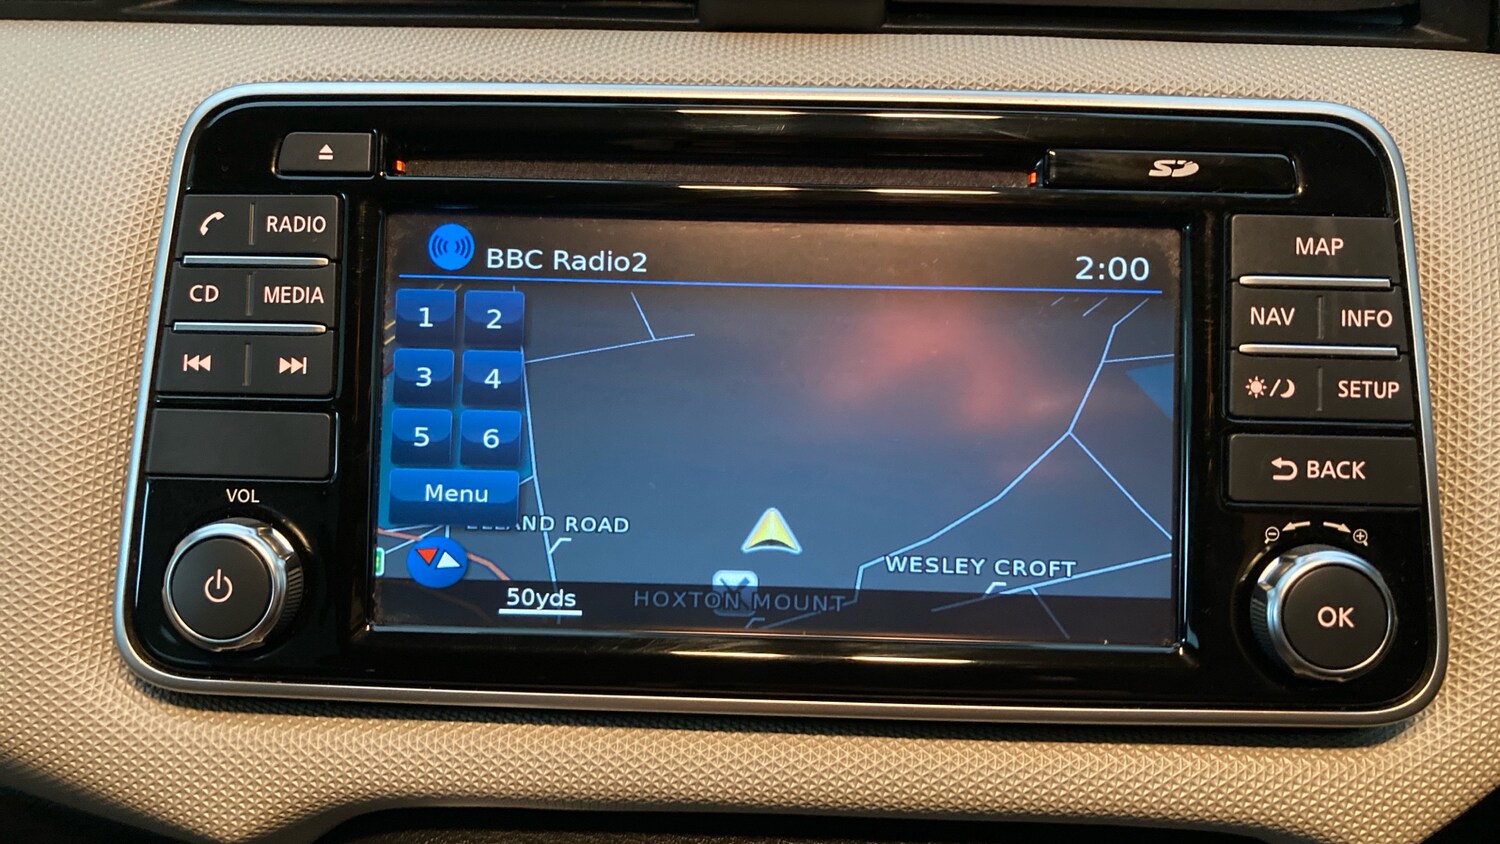 SD
RADIO
CD MEDIA
VOL
BBC Radio2 2:00
1 2
3 4
5 6
Menu
ROAD
WESLEY CROFT
50yds
HOXTON MOUNT
MAP
NAV INFO
SETUP
BACK
OK